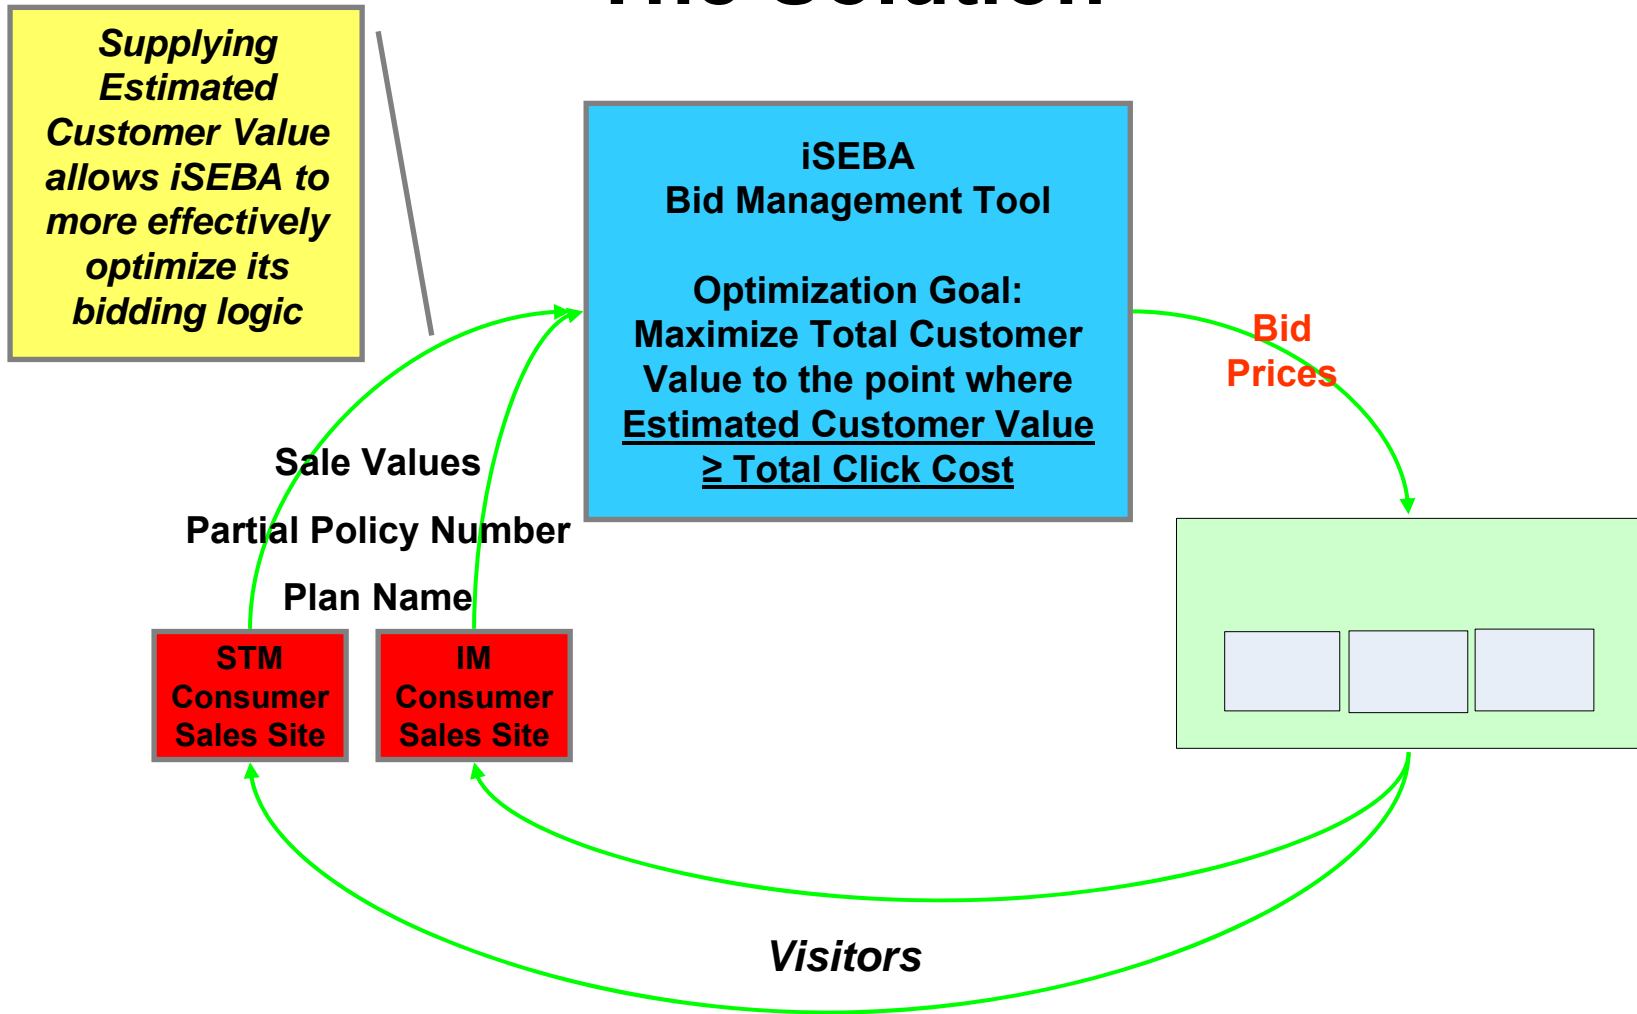 The Solution
Supplying
Estimated
Customer Value
allows iSEBA to
more effectively
optimize its
bidding logic
iSEBA
Bid Management Tool
Optimization Goal:
Maximize Total Customer
Value to the point where
Estimated Customer Value
≥ Total Click Cost
Bid
Prices
Sale Values
Partial Policy Number
Plan Name
STM
Consumer
Sales Site
IM
Consumer
Sales Site
Visitors